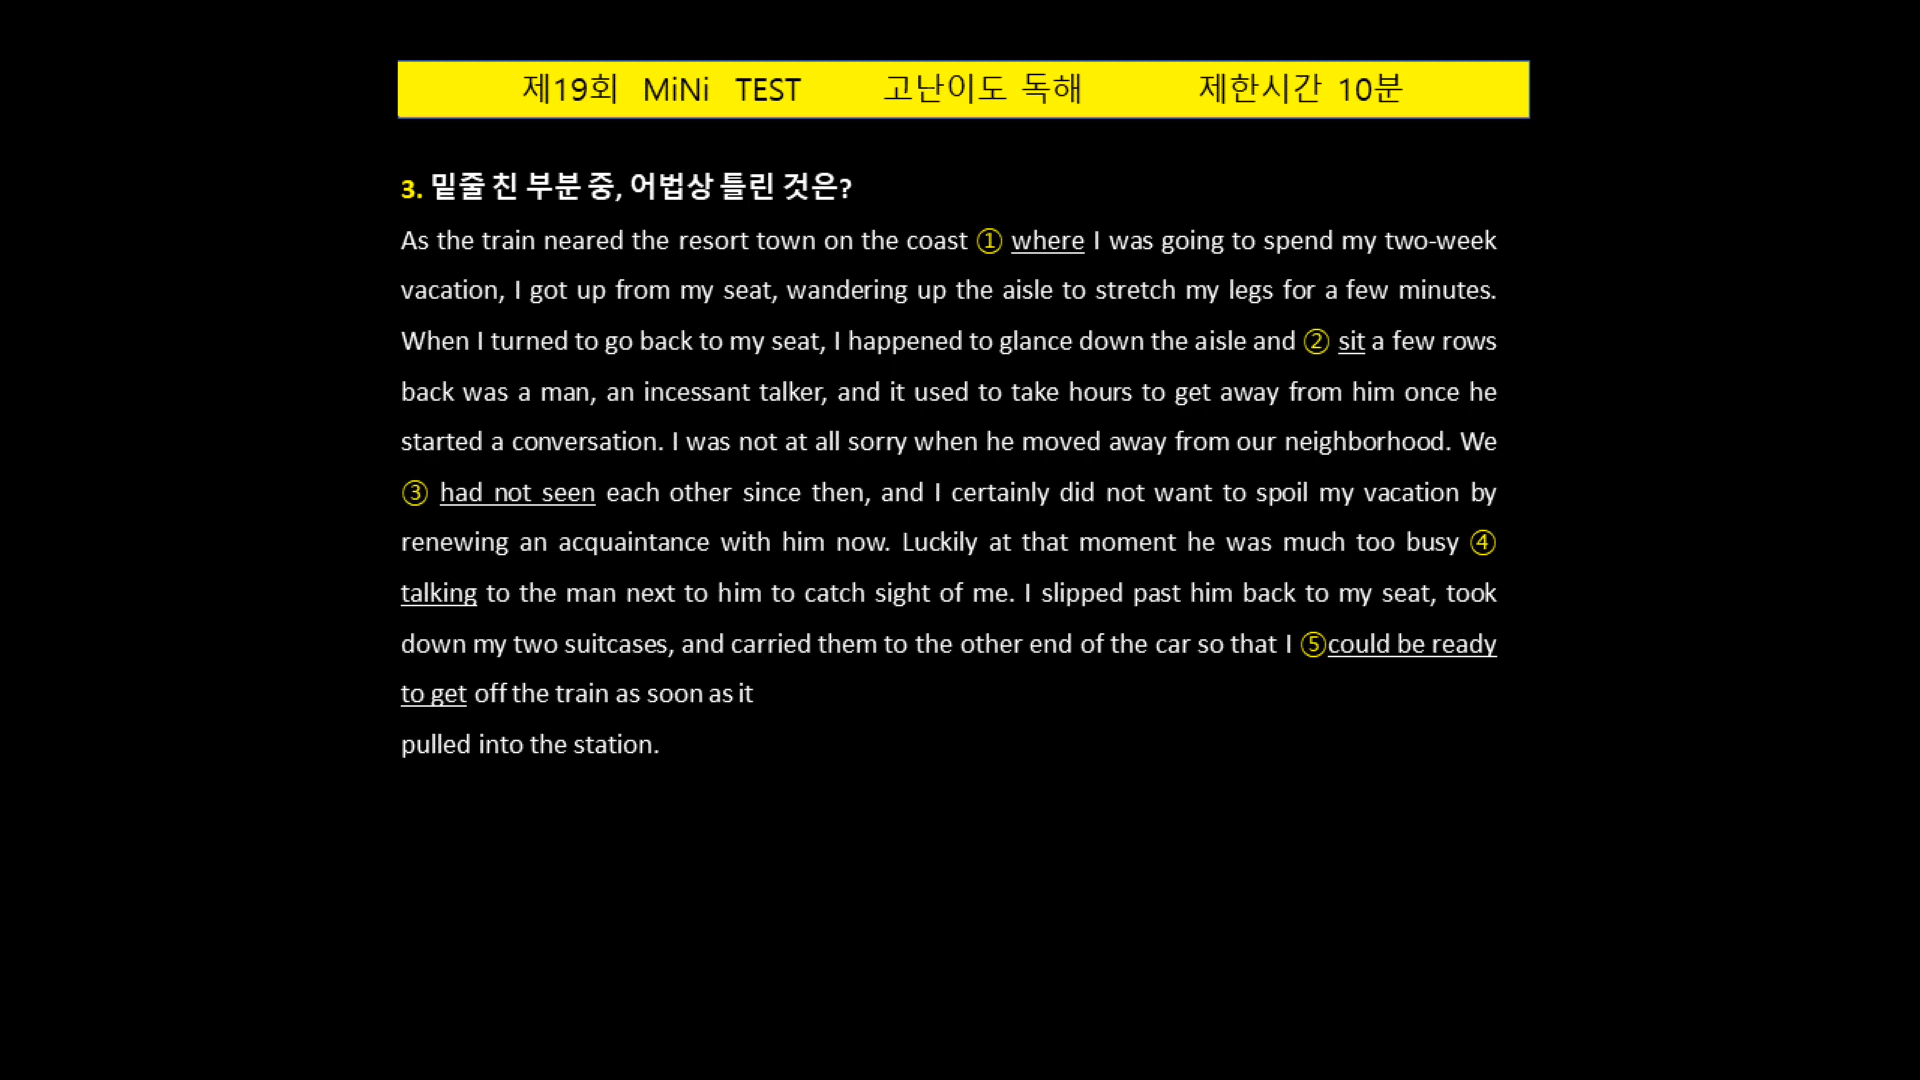 제19회 MiNi TEST 고난이도 독해 제한시간 10분
3. 밑줄 친 부분 중, 어법상 틀린 것은?
As the train neared the resort town on the coast ① where I was going to spend my two-week
vacation, I got up from my seat, wandering up the aisle to stretch my legs for a few minutes.
When I turned to go back to my seat, I happened to glance down the aisle and ② sit a few rows
back was a man, an incessant talker, and it used to take hours to get away from him once he
started a conversation. I was not at all sorry when he moved away from our neighborhood. We
③ had not seen each other since then, and I certainly did not want to spoil my vacation by
renewing an acquaintance with him now. Luckily at that moment he was much too busy ④
talking to the man next to him to catch sight of me. I slipped past him back to my seat, took
down my two suitcases, and carried them to the other end of the car so that I ⑤could be ready
to get off the train as soon as it
pulled into the station.